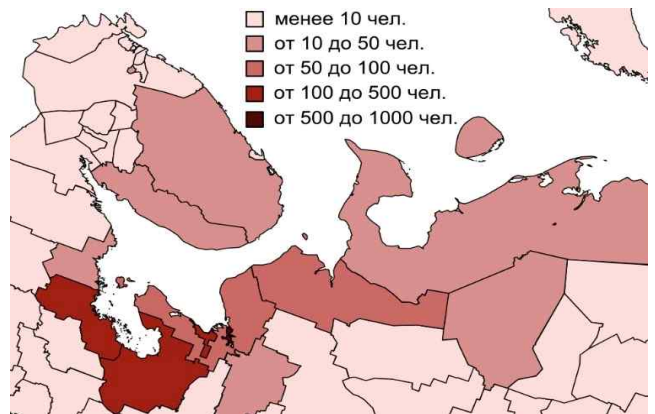 менее 10 чел.
от 10 до 50 чел.
от 50 до 100 чел.
от 100 до 500 чел.
от 500 до 1000 чел.